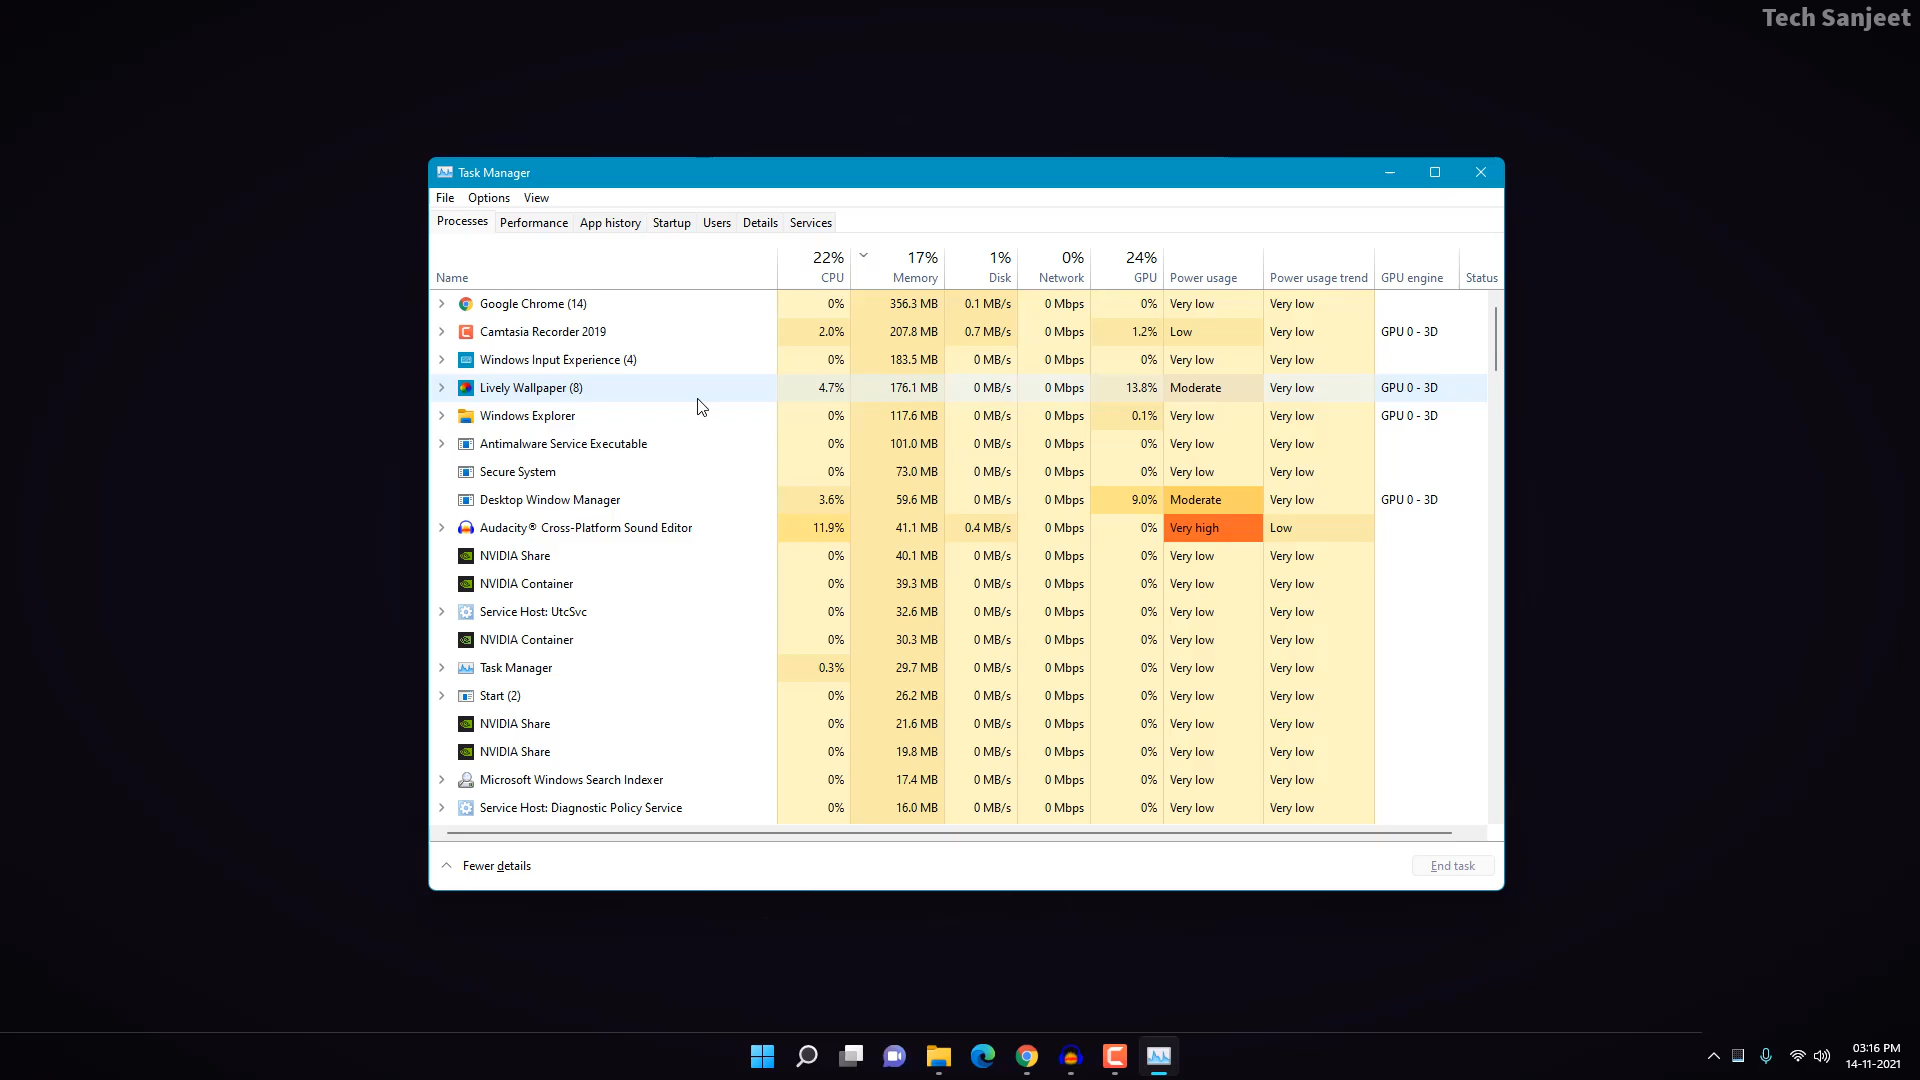 Tech Sanjeet
Task Manager
File Options View
Processes Performance App history Startup Users Details Services
22% 17% 1% 0% 24%
Name CPU Memory Disk Network GPU Power usage Power usage trend GPU engine Status
Google Chrome (14) 0% 356.3 MB 0.1 MB/s 0 Mbps 0% Very low Very low
Camtasia Recorder 2019 2.0% 207.8 MB 0.7 MB/s 0 Mbps 1.2% Low Very low GPU 0 - 3D
Windows Input Experience (4) 0% 183.5 MB 0 MB/s 0 Mbps 0% Very low Very low
Lively Wallpaper (8) 4.7% 176.1 MB 0 MB/s 0 Mbps 13.8% Moderate Very low GPU 0 - 3D
Windows Explorer 0% 117.6 MB 0 MB/s 0 Mbps 0.1% Very low Very low GPU 0 - 3D
Antimalware Service Executable 0% 101.0 MB 0 MB/s 0 Mbps 0% Very low Very low
Secure System 0% 73.0 MB 0 MB/s 0 Mbps 0% Very low Very low
Desktop Window Manager 3.6% 59.6 MB 0 MB/s 0 Mbps 9.0% Moderate Very low GPU 0 - 3D
Audacity® Cross-Platform Sound Editor 11.9% 41.1 MB 0.4 MB/s 0 Mbps 0% Very high Low
NVIDIA Share 0% 40.1 MB 0 MB/s 0 Mbps 0% Very low Very low
NVIDIA Container 0% 39.3 MB 0 MB/s 0 Mbps 0% Very low Very low
Service Host: UtcSvc 0% 32.6 MB 0 MB/s 0 Mbps 0% Very low Very low
NVIDIA Container 0% 30.3 MB 0 MB/s 0 Mbps 0% Very low Very low
Task Manager 0.3% 29.7 MB 0 MB/s 0 Mbps 0% Very low Very low
Start (2) 0% 26.2 MB 0 MB/s 0 Mbps 0% Very low Very low
NVIDIA Share 0% 21.6 MB 0 MB/s 0 Mbps 0% Very low Very low
NVIDIA Share 0% 19.8 MB 0 MB/s 0 Mbps 0% Very low Very low
Microsoft Windows Search Indexer 0% 17.4 MB 0 MB/s 0 Mbps 0% Very low Very low
Service Host: Diagnostic Policy Service 0% 16.0 MB 0 MB/s 0 Mbps 0% Very low Very low
Fewer details End task
03:16 PM
14-11-2021